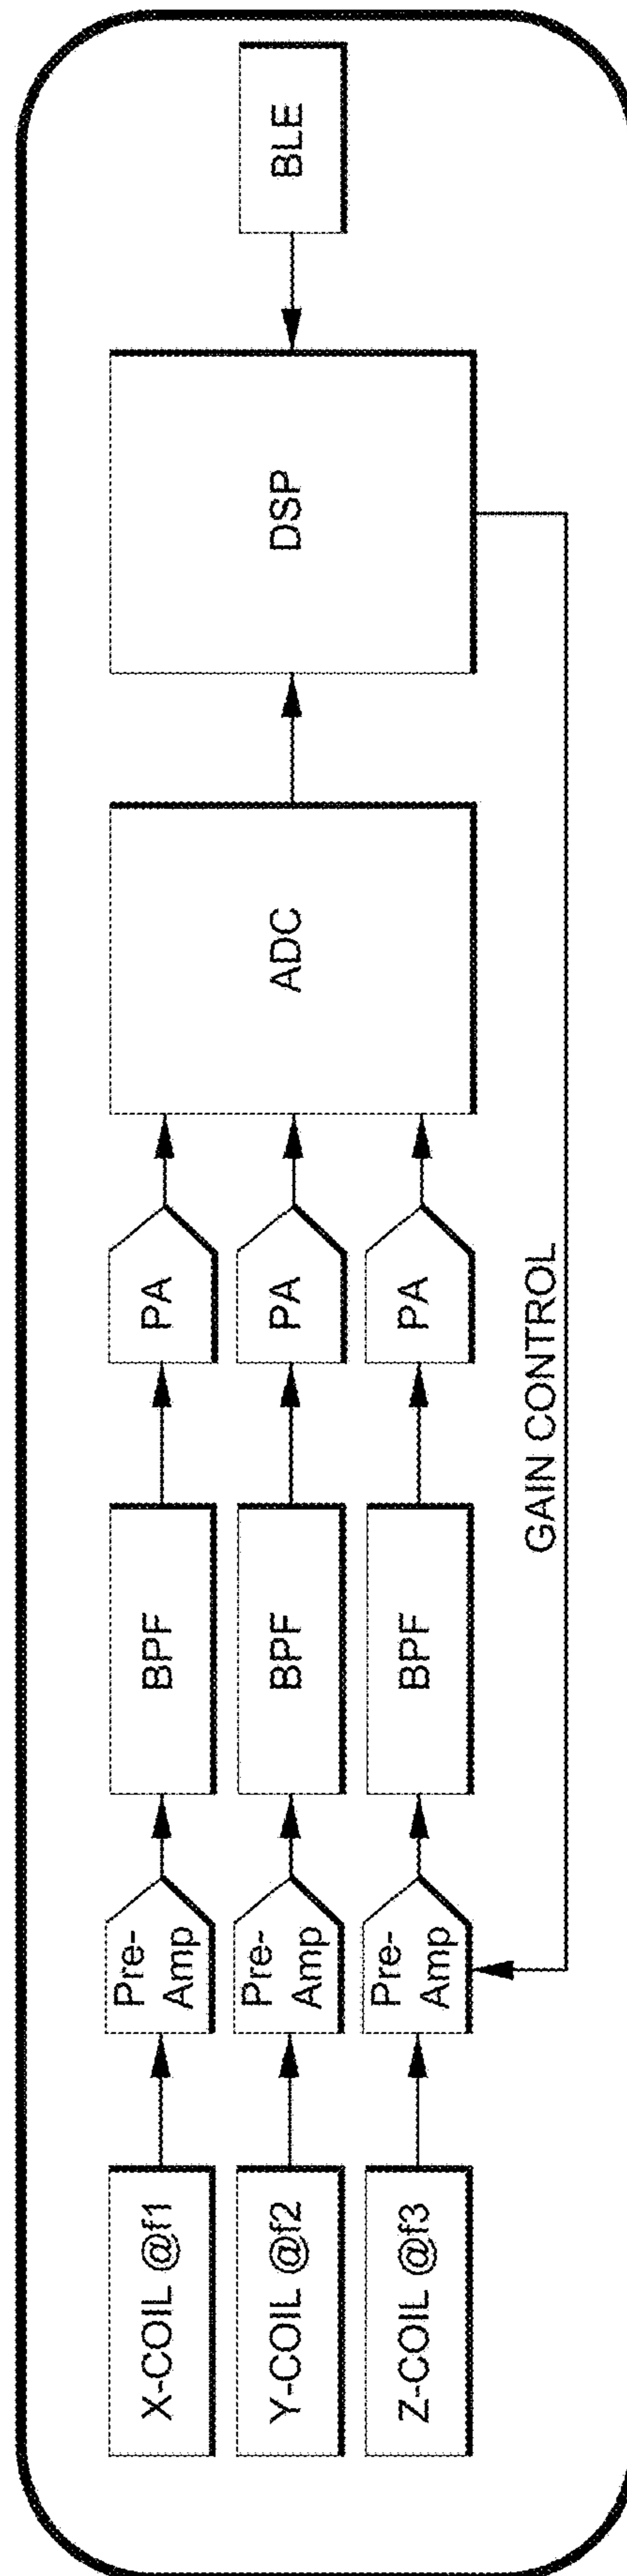 X-COIL @f1
Pre-
Amp
BPF
PA
Y-COIL @f2
Pre-
Amp
BPF
PA
Z-COIL @f3
Pre-
Amp
BPF
PA
ADC
DSP
BLE
GAIN CONTROL